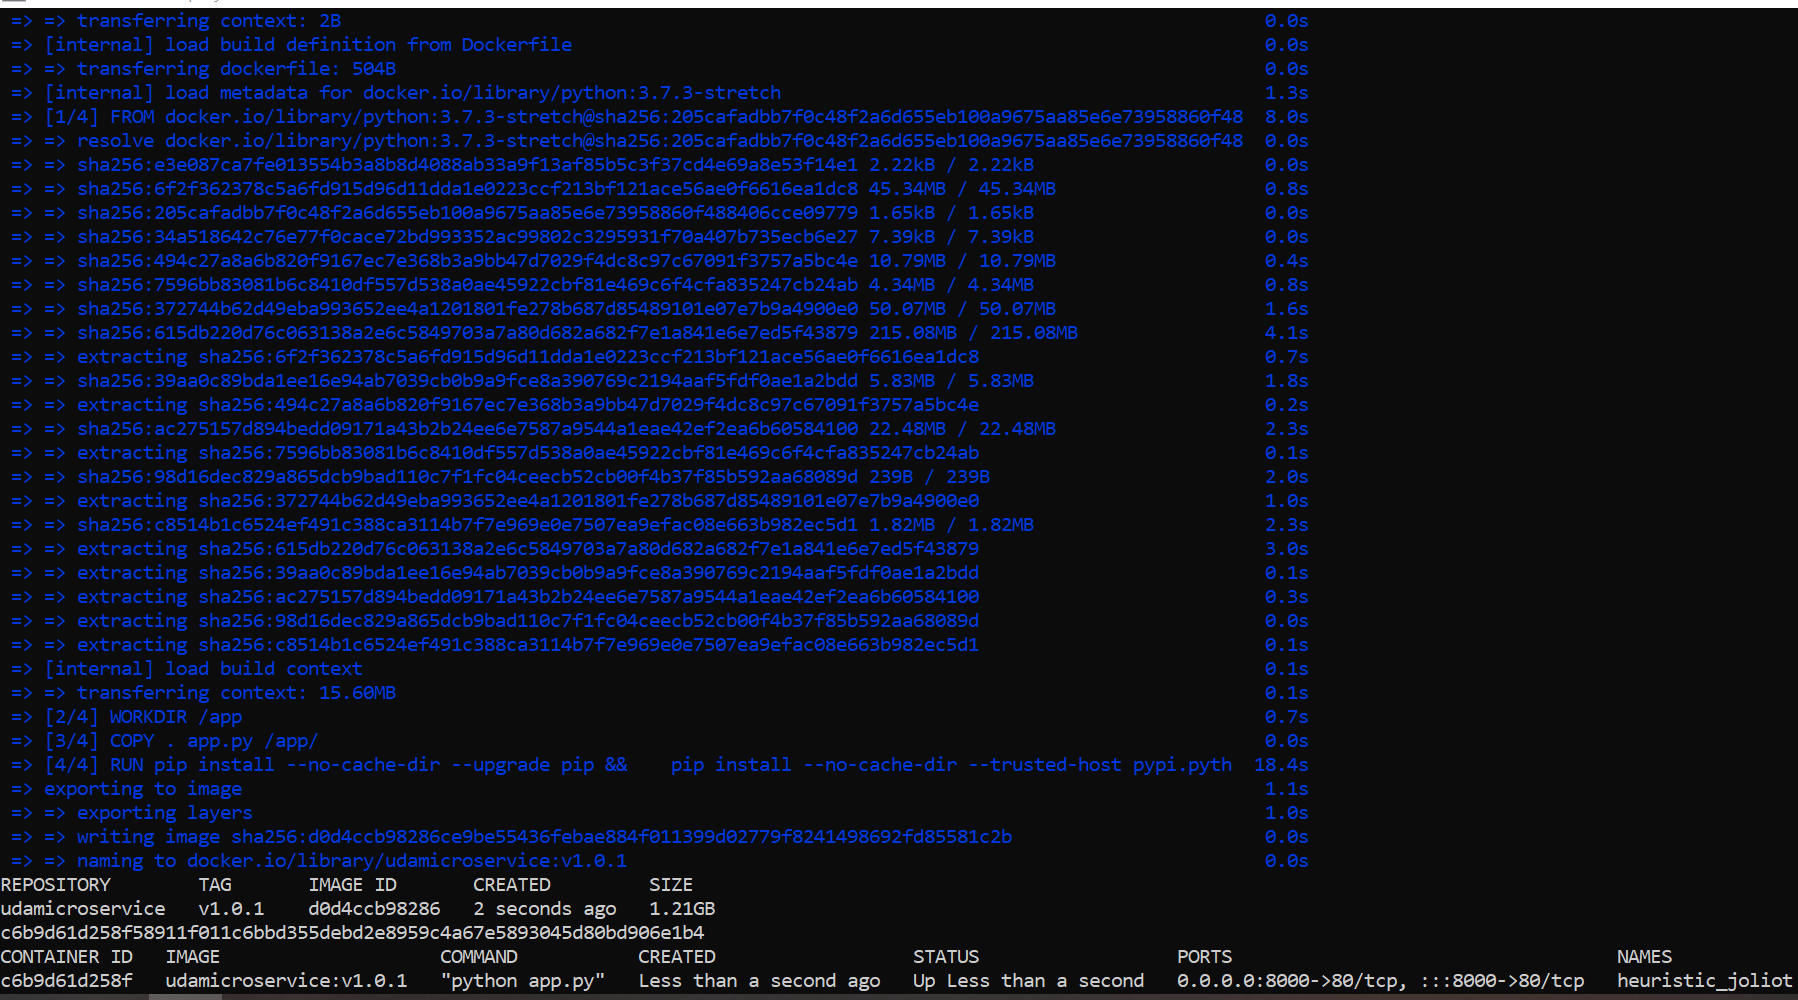 => => transferring context: 2B 0.0s
=> [internal] load build definition from Dockerfile 0.0s
=> => transferring dockerfile: 504B 0.0s
=> [internal] load metadata for docker.io/library/python:3.7.3-stretch 1.3s
=> [1/4] FROM docker.io/library/python:3.7.3-stretch@sha256:205cafadbb7f0c48f2a6d655eb100a9675aa85e6e73958860f48 8.0s
=> => resolve docker.io/library/python:3.7.3-stretch@sha256:205cafadbb7f0c48f2a6d655eb100a9675aa85e6e73958860f48 0.0s
=> => sha256:e3e087ca7fe013554b3a8b8d4088ab33a9f13af85b5c3f37cd4e69a8e53f14e1 2.22kB / 2.22kB 0.0s
=> => sha256:6f2f362378c5a6fd915d96d11dda1e0223ccf213bf121ace56ae0f6616ea1dc8 45.34MB / 45.34MB 0.8s
=> => sha256:205cafadbb7f0c48f2a6d655eb100a9675aa85e6e73958860f488406cce09779 1.65kB / 1.65kB 0.0s
=> => sha256:34a518642c76e77f0cace72bd993352ac99802c3295931f70a407b735ecb6e27 7.39kB / 7.39kB 0.0s
=> => sha256:494c27a8a6b820f9167ec7e368b3a9bb47d7029f4dc8c97c67091f3757a5bc4e 10.79MB / 10.79MB 0.4s
=> => sha256:7596bb83081b6c8410df557d538a0ae45922cbf81e469c6f4cfa835247cb24ab 4.34MB / 4.34MB 0.8s
=> => sha256:372744b62d49eba993652ee4a1201801fe278b687d85489101e07e7b9a4900e0 50.07MB / 50.07MB 1.6s
=> => sha256:615db220d76c063138a2e6c5849703a7a80d682a682f7e1a841e6e7ed5f43879 215.08MB / 215.08MB 4.1s
=> => extracting sha256:6f2f362378c5a6fd915d96d11dda1e0223ccf213bf121ace56ae0f6616ea1dc8 0.7s
=> => sha256:39aa0c89bda1ee16e94ab7039cb0b9a9fce8a390769c2194aaf5fdf0ae1a2bdd 5.83MB / 5.83MB 1.8s
=> => extracting sha256:494c27a8a6b820f9167ec7e368b3a9bb47d7029f4dc8c97c67091f3757a5bc4e 0.2s
=> => sha256:ac275157d894bedd09171a43b2b24ee6e7587a9544a1eae42ef2ea6b60584100 22.48MB / 22.48MB 2.3s
=> => extracting sha256:7596bb83081b6c8410df557d538a0ae45922cbf81e469c6f4cfa835247cb24ab 0.1s
=> => sha256:98d16dec829a865dcb9bad110c7f1fc04ceecb52cb00f4b37f85b592aa68089d 239B / 239B 2.0s
=> => extracting sha256:372744b62d49eba993652ee4a1201801fe278b687d85489101e07e7b9a4900e0 1.0s
=> => sha256:c8514b1c6524ef491c388ca3114b7f7e969e0e7507ea9efac08e663b982ec5d1 1.82MB / 1.82MB 2.3s
=> => extracting sha256:615db220d76c063138a2e6c5849703a7a80d682a682f7e1a841e6e7ed5f43879 3.0s
=> => extracting sha256:39aa0c89bda1ee16e94ab7039cb0b9a9fce8a390769c2194aaf5fdf0ae1a2bdd 0.1s
=> => extracting sha256:ac275157d894bedd09171a43b2b24ee6e7587a9544a1eae42ef2ea6b60584100 0.3s
=> => extracting sha256:98d16dec829a865dcb9bad110c7f1fc04ceecb52cb00f4b37f85b592aa68089d 0.0s
=> => extracting sha256:c8514b1c6524ef491c388ca3114b7f7e969e0e7507ea9efac08e663b982ec5d1 0.1s
=> [internal] load build context 0.1s
=> => transferring context: 15.60MB 0.1s
=> [2/4] WORKDIR /app 0.7s
=> [3/4] COPY . app.py /app/ 0.0s
=> [4/4] RUN pip install --no-cache-dir --upgrade pip && pip install --no-cache-dir --trusted-host pypi.pyth 18.4s
=> exporting to image 1.1s
=> => exporting layers 1.0s
=> => writing image sha256:d0d4ccb98286ce9be55436febae884f011399d02779f8241498692fd85581c2b 0.0s
=> => naming to docker.io/library/udamicroservice:v1.0.1 0.0s
REPOSITORY TAG IMAGE ID CREATED SIZE
udamicroservice v1.0.1 d0d4ccb98286 2 seconds ago 1.21GB
c6b9d61d258f58911f011c6bbd355debd2e8959c4a67e5893045d80bd906e1b4
CONTAINER ID IMAGE COMMAND CREATED STATUS PORTS NAMES
c6b9d61d258f udamicroservice:v1.0.1 "python app.py" Less than a second ago Up Less than a second 0.0.0.0:8000->80/tcp, :::8000->80/tcp heuristic_joliot